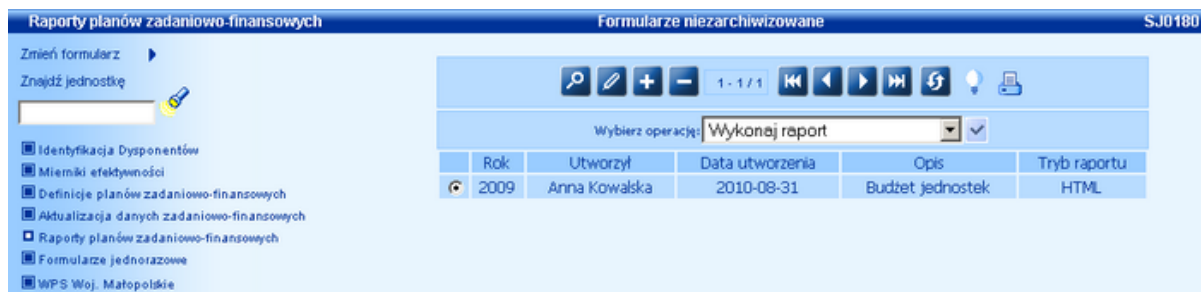 Raporty planów zadaniowo-finansowych Formularze niezarchiwizowane SJ0180
Zmień formularz
Znajdź jednostkę
1 - 1 / 1
Wybierz operację: Wykonaj raport
Rok Utworzył Data utworzenia Opis Tryb raportu
2009 Anna Kowalska 2010-08-31 Budżet jednostek HTML
Identyfikacja Dysponentów
Mierniki efektywności
Definicje planów zadaniowo-finansowych
Aktualizacja danych zadaniowo-finansowych
Raporty planów zadaniowo-finansowych
Formularze jednorazowe
WPS Woj. Małopolskie